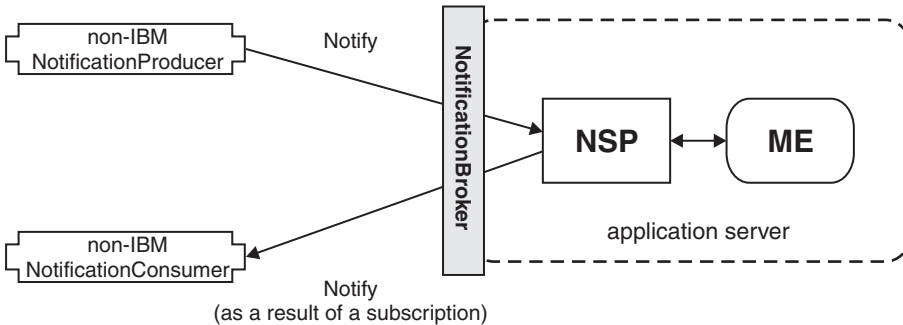 non-IBM
NotificationProducer
Notify
NotificationBroker
NSP
ME
application server
non-IBM
NotificationConsumer
Notify
(as a result of a subscription)